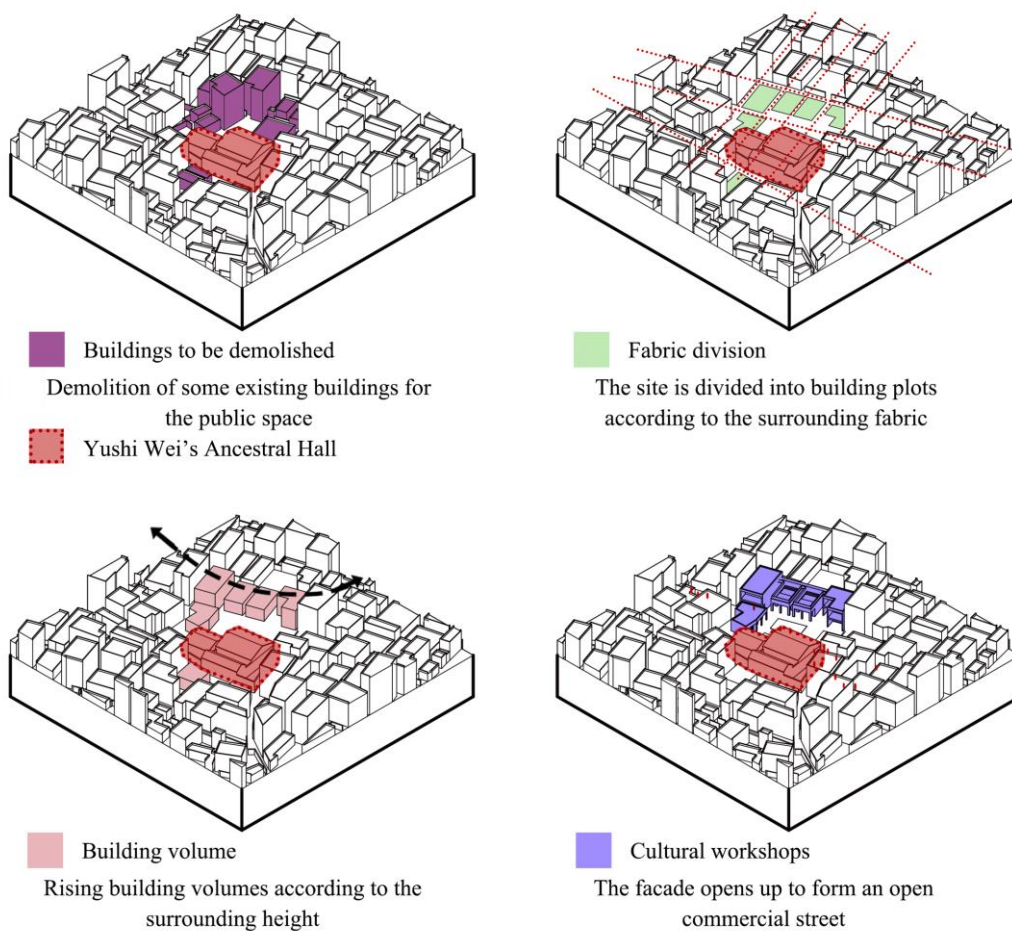 Buildings to be demolished
Demolition of some existing buildings for
the public space
Yushi Wei’s Ancestral Hall
Fabric division
The site is divided into building plots
according to the surrounding fabric
Building volume
Rising building volumes according to the
surrounding height
Cultural workshops
The facade opens up to form an open
commercial street